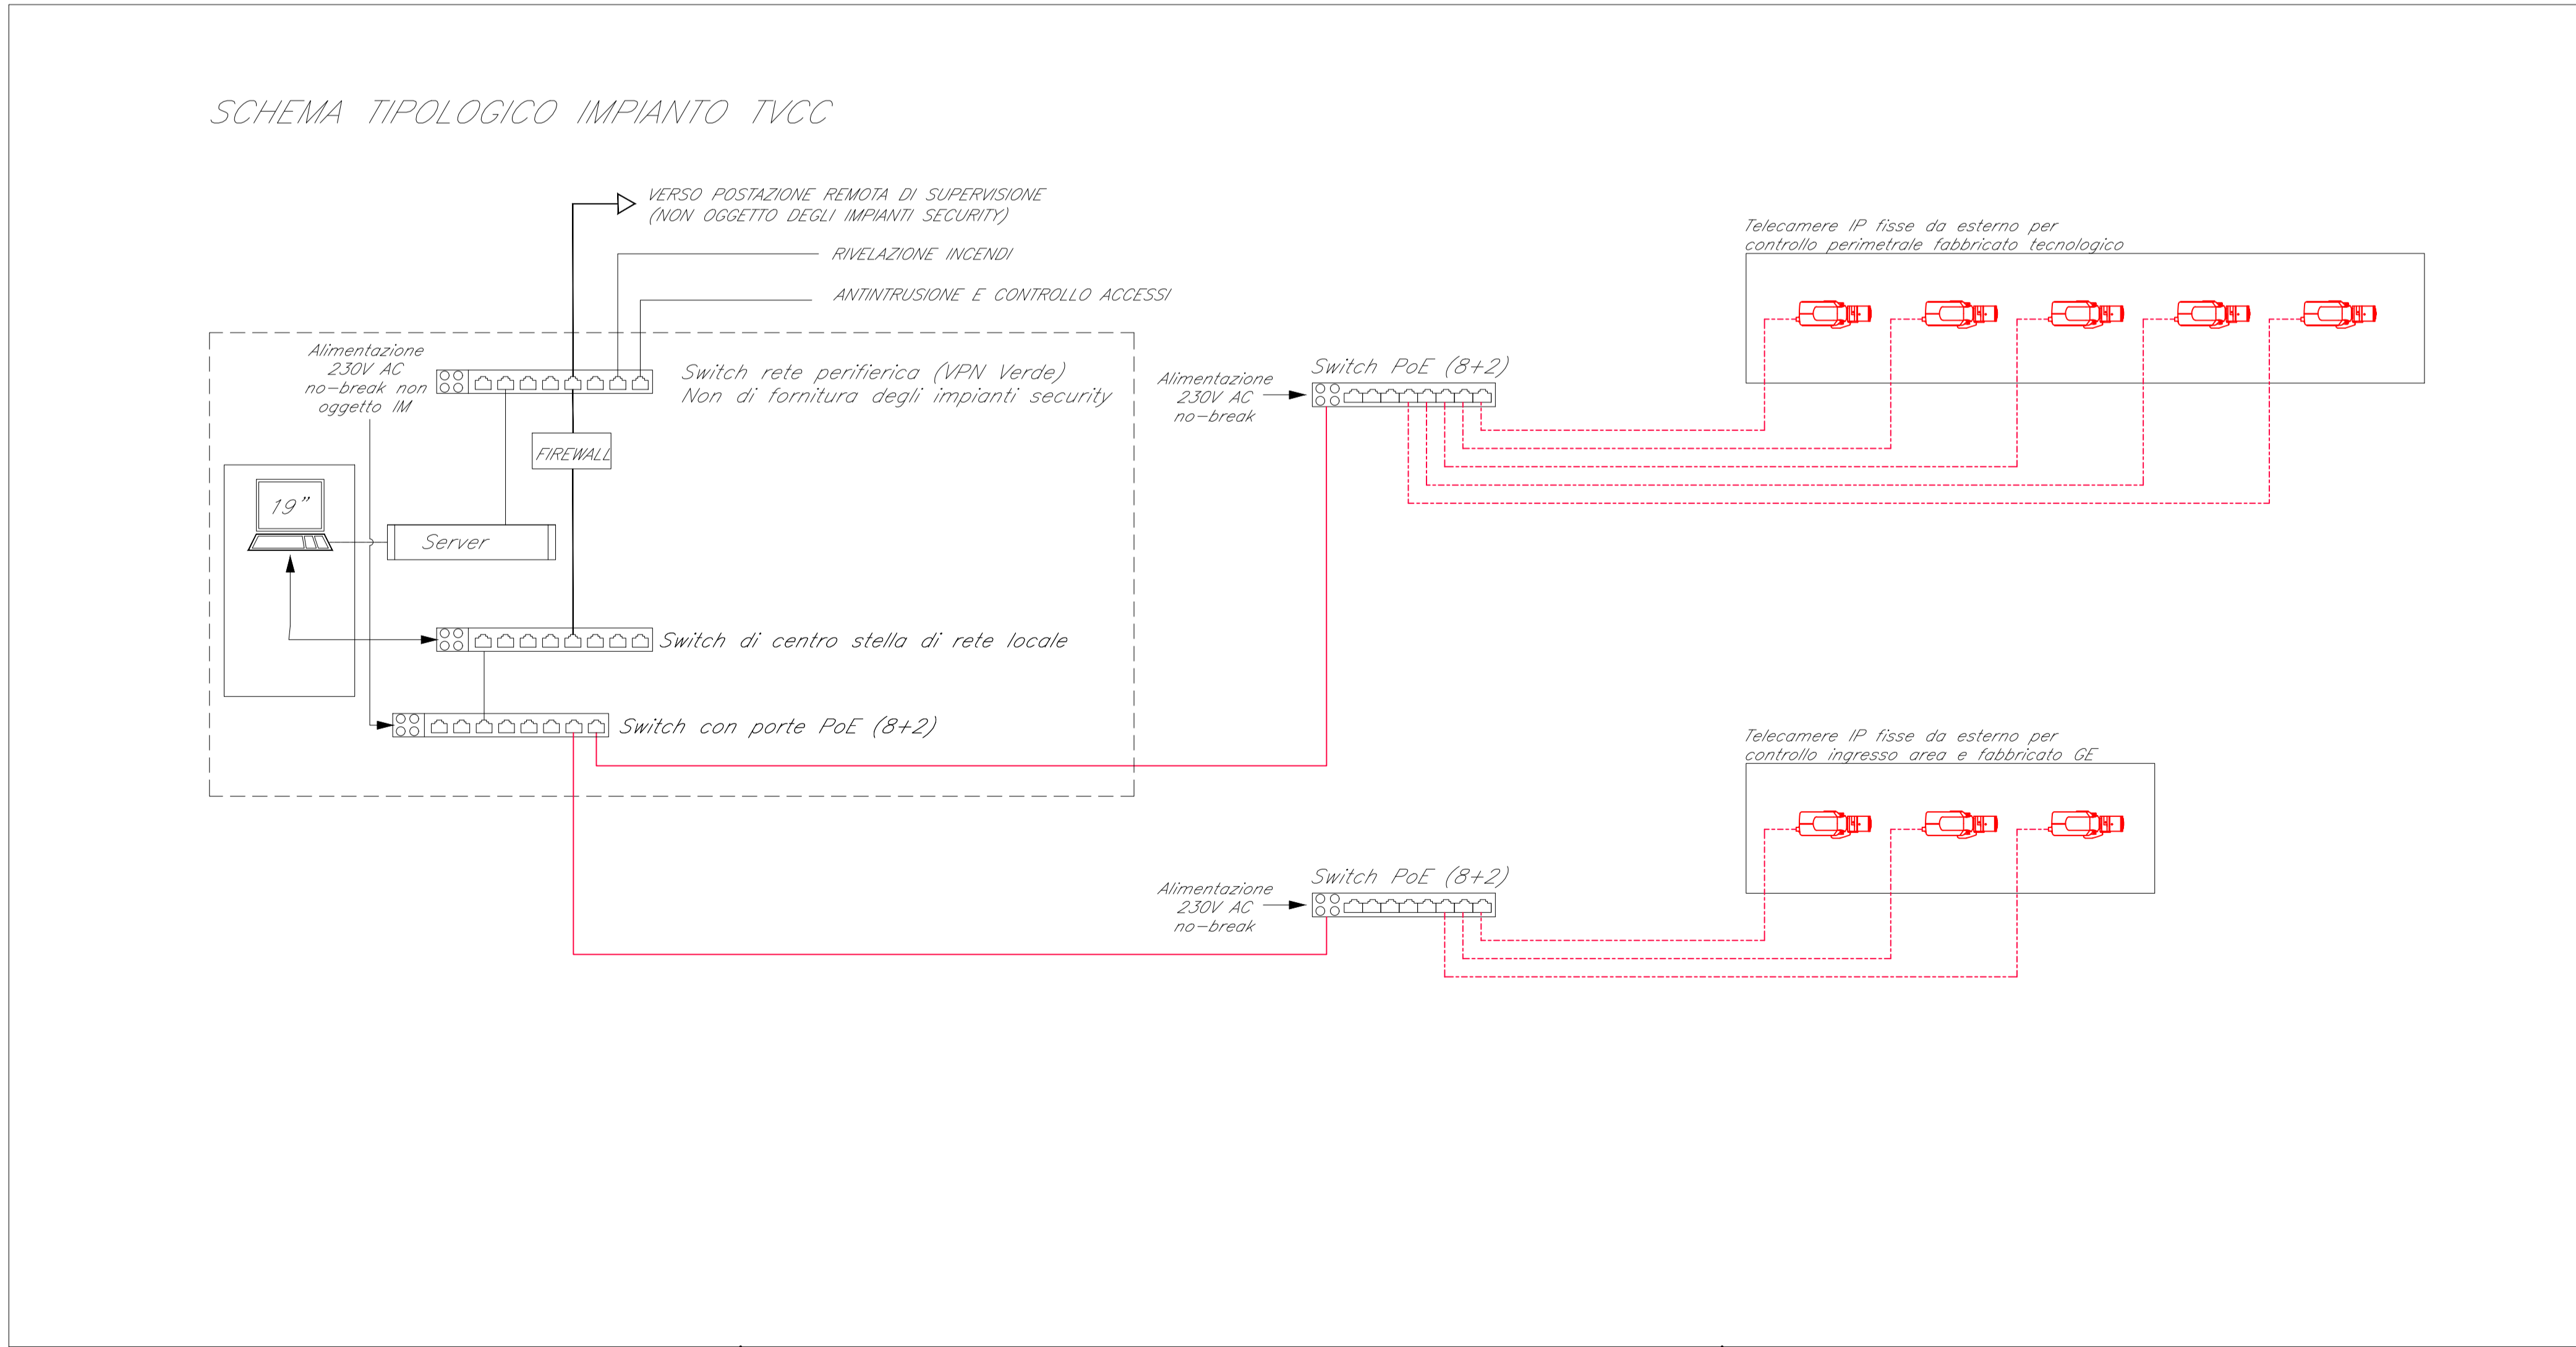 SCHEMA TIPOLOGICO IMPIANTO TVCC
VERSO POSTAZIONE REMOTA DI SUPERVISIONE
(NON OGGETTO DEGLI IMPIANTI SECURITY)
RIVELAZIONE INCENDI
ANTINTRUSIONE E CONTROLLO ACCESSI
Alimentazione
230V AC
no-break non
oggetto IM
Switch rete perifierica (VPN Verde)
Non di fornitura degli impianti security
FIREWALL
19"
Server
Switch di centro stella di rete locale
Switch con porte PoE (8+2)
Alimentazione
230V AC
no-break
Switch PoE (8+2)
Telecamere IP fisse da esterno per
controllo perimetrale fabbricato tecnologico
Alimentazione
230V AC
no-break
Switch PoE (8+2)
Telecamere IP fisse da esterno per
controllo ingresso area e fabbricato GE